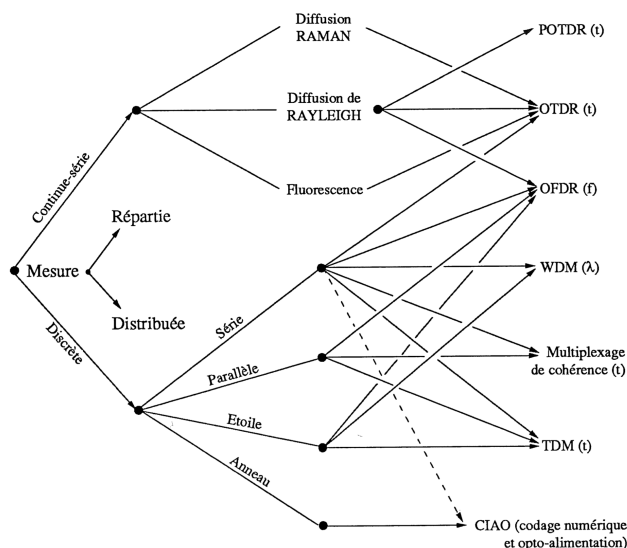 Diffusion
RAMAN
POTDR (t)
Diffusion de
RAYLEIGH
OTDR (t)
Continue-série
Fluorescence
OFDR (f)
Répartie
Mesure
WDM (λ)
Distribuée
Série
Discrète
Parallèle
Multiplexage
de cohérence (t)
Etoile
TDM (t)
Anneau
CIAO (codage numérique
et opto-alimentation)